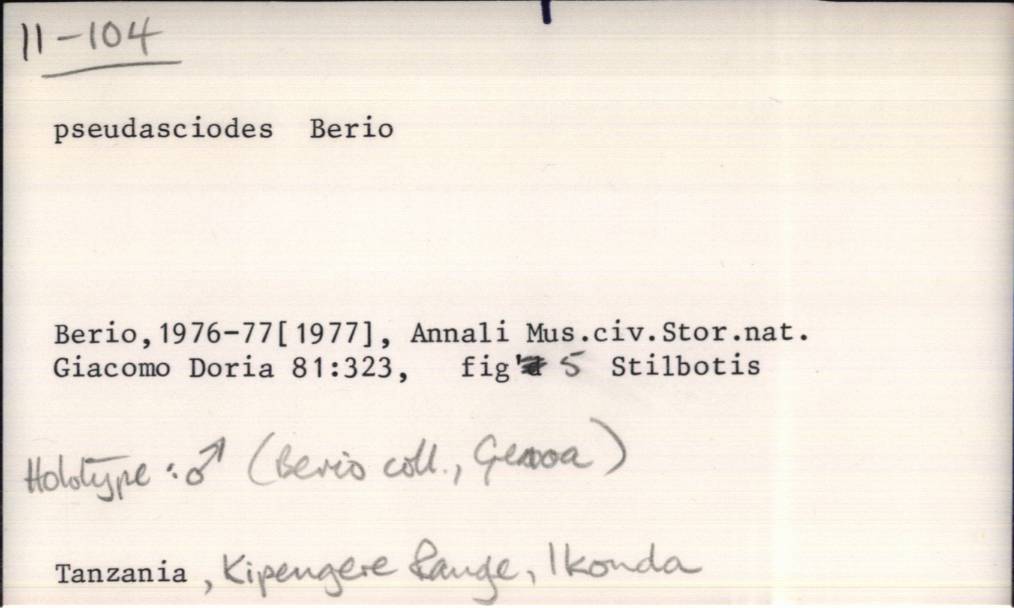 11-104
pseudasciodes Berio
Berio,1976-77[1977], Annali Mus.civ.Stor.nat.
Giacomo Doria 81:323, fig 5 Stilbotis
Holotype : ♂ (Berio coll., Genoa)
Tanzania , Kipengere Range, Ikonda